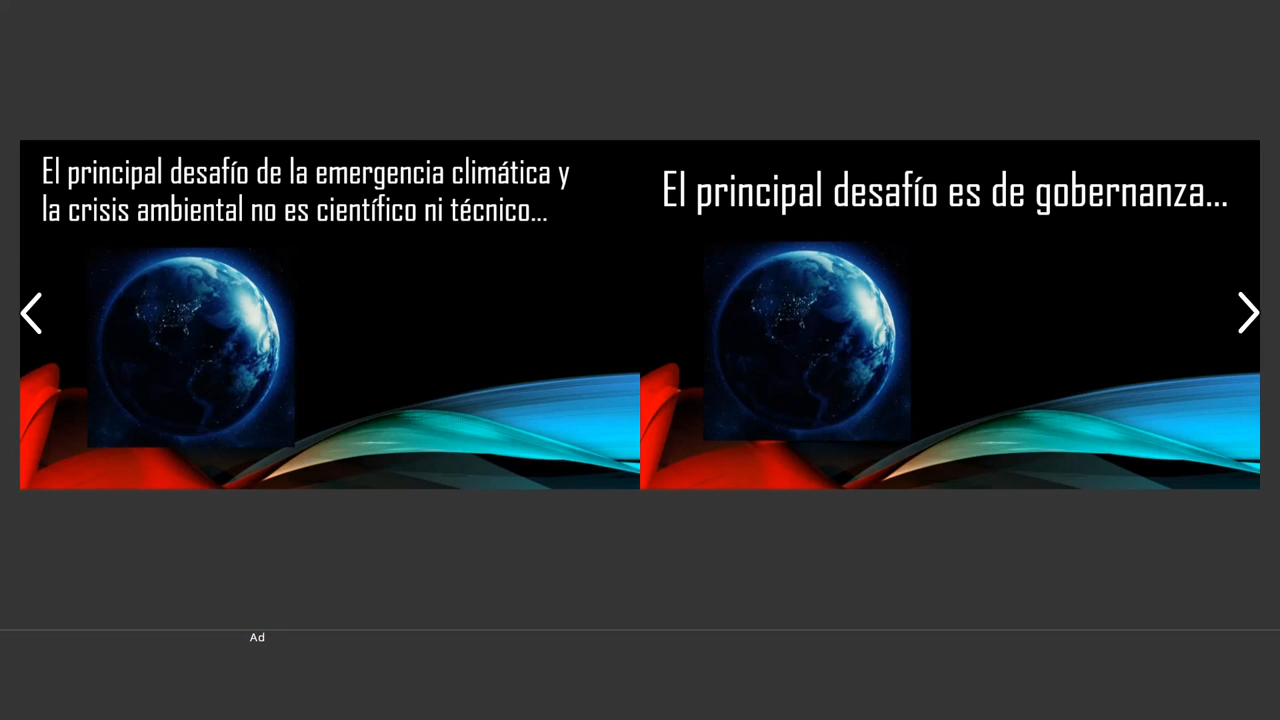 El principal desafío de la emergencia climática y
la crisis ambiental no es científico ni técnico...
El principal desafío es de gobernanza...
Ad